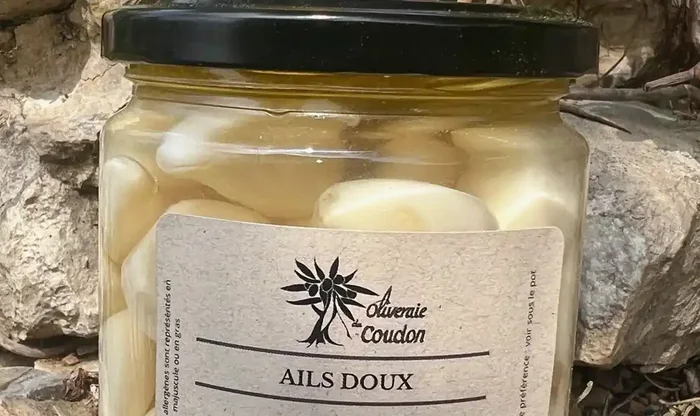 Oliveraie
du
Coudon
AILS DOUX
allergènes sont représentés en
majuscule ou en gras
préférence : voir sous le pot